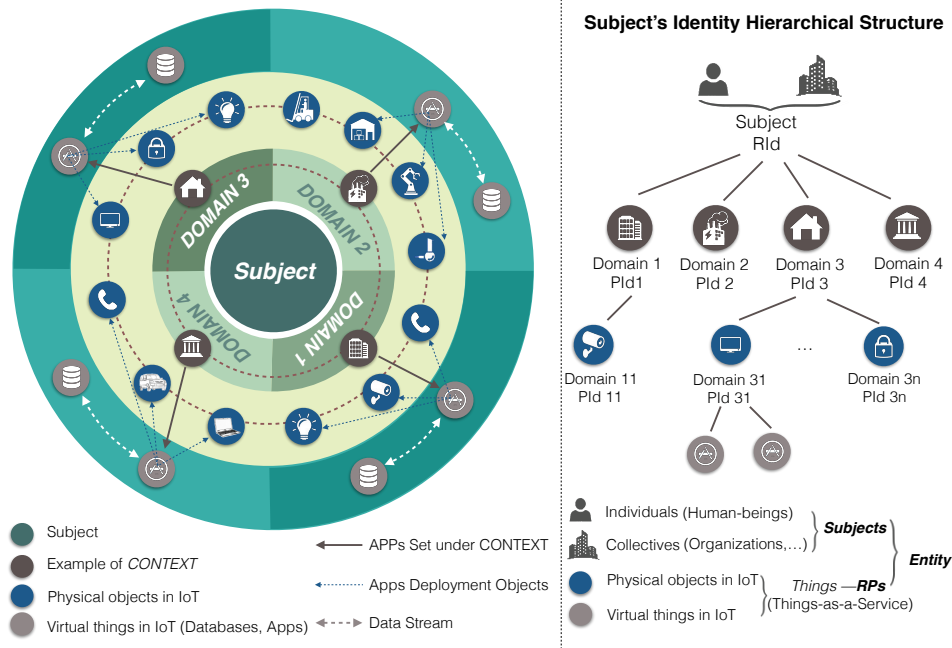 DOMAIN 3
DOMAIN 2
Subject
DOMAIN 4
DOMAIN 1
Subject
Example of CONTEXT
Physical objects in IoT
Virtual things in IoT (Databases, Apps)
APPs Set under CONTEXT
Apps Deployment Objects
Data Stream
Subject's Identity Hierarchical Structure
Subject
RId
Domain 1 Domain 2 Domain 3 Domain 4
PId1 PId 2 PId 3 PId 4
...
Domain 11 Domain 31 Domain 3n
PId 11 PId 31 PId 3n
Individuals (Human-beings)
Collectives (Organizations,...)
Subjects
Entity
Physical objects in IoT
Things —RPs
(Things-as-a-Service)
Virtual things in IoT